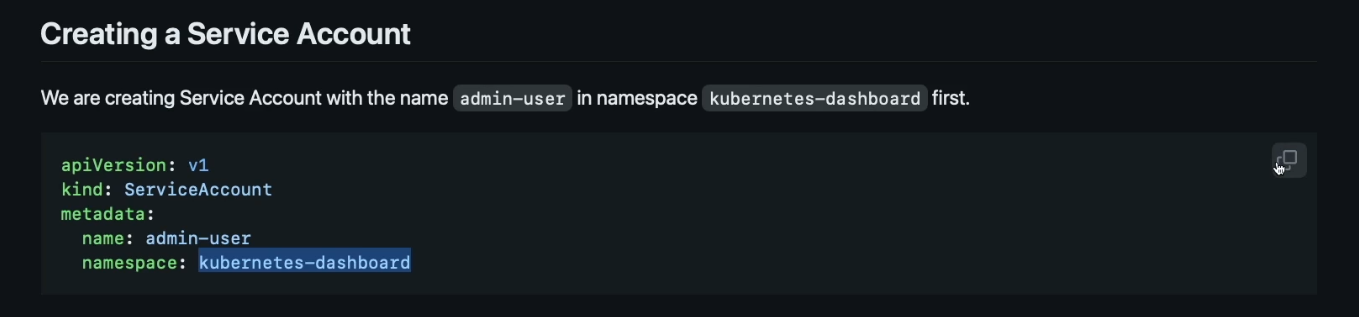 Creating a Service Account
We are creating Service Account with the name admin-user in namespace kubernetes-dashboard first.
apiVersion: v1
kind: ServiceAccount
metadata:
  name: admin-user
  namespace: kubernetes-dashboard